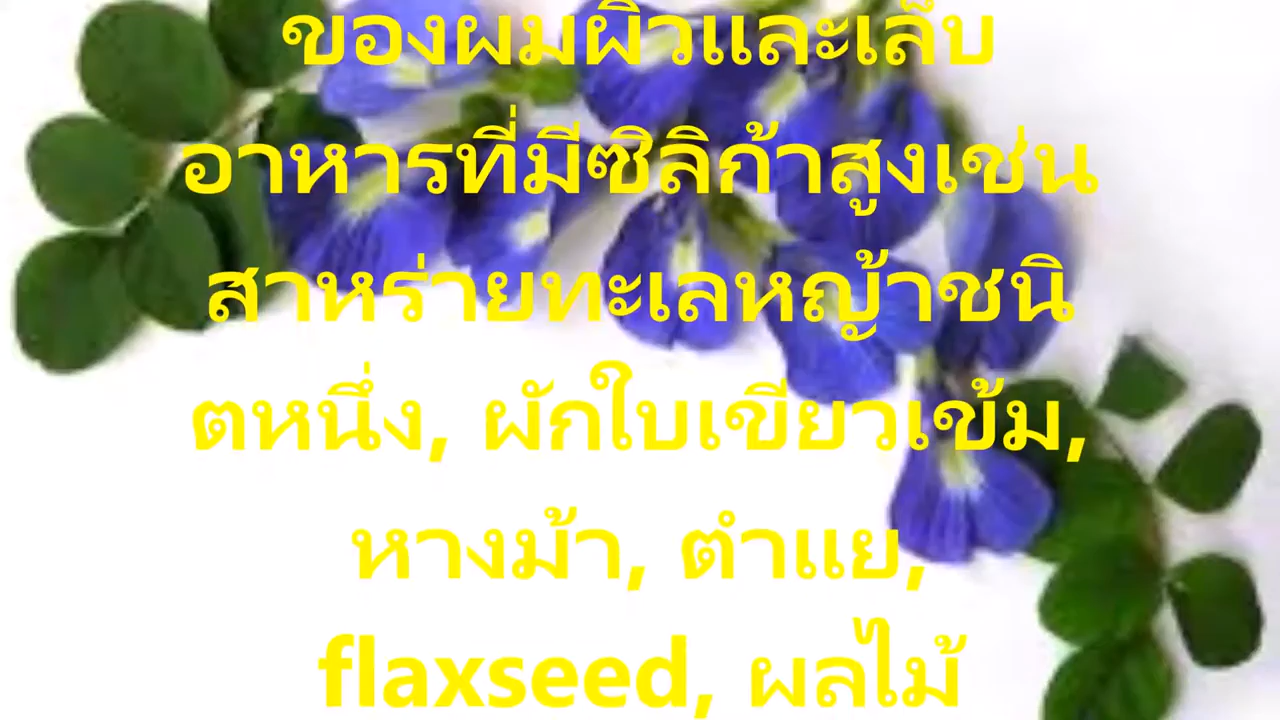 ของผมผิวและเล็บ
อาหารที่มีซิลิก้าสูงเช่น
สาหร่ายทะเลหญ้าชนิ
ตหนึ่ง, ผักใบเขียวเข้ม,
หางม้า, ตำแย,
flaxseed, ผลไม้